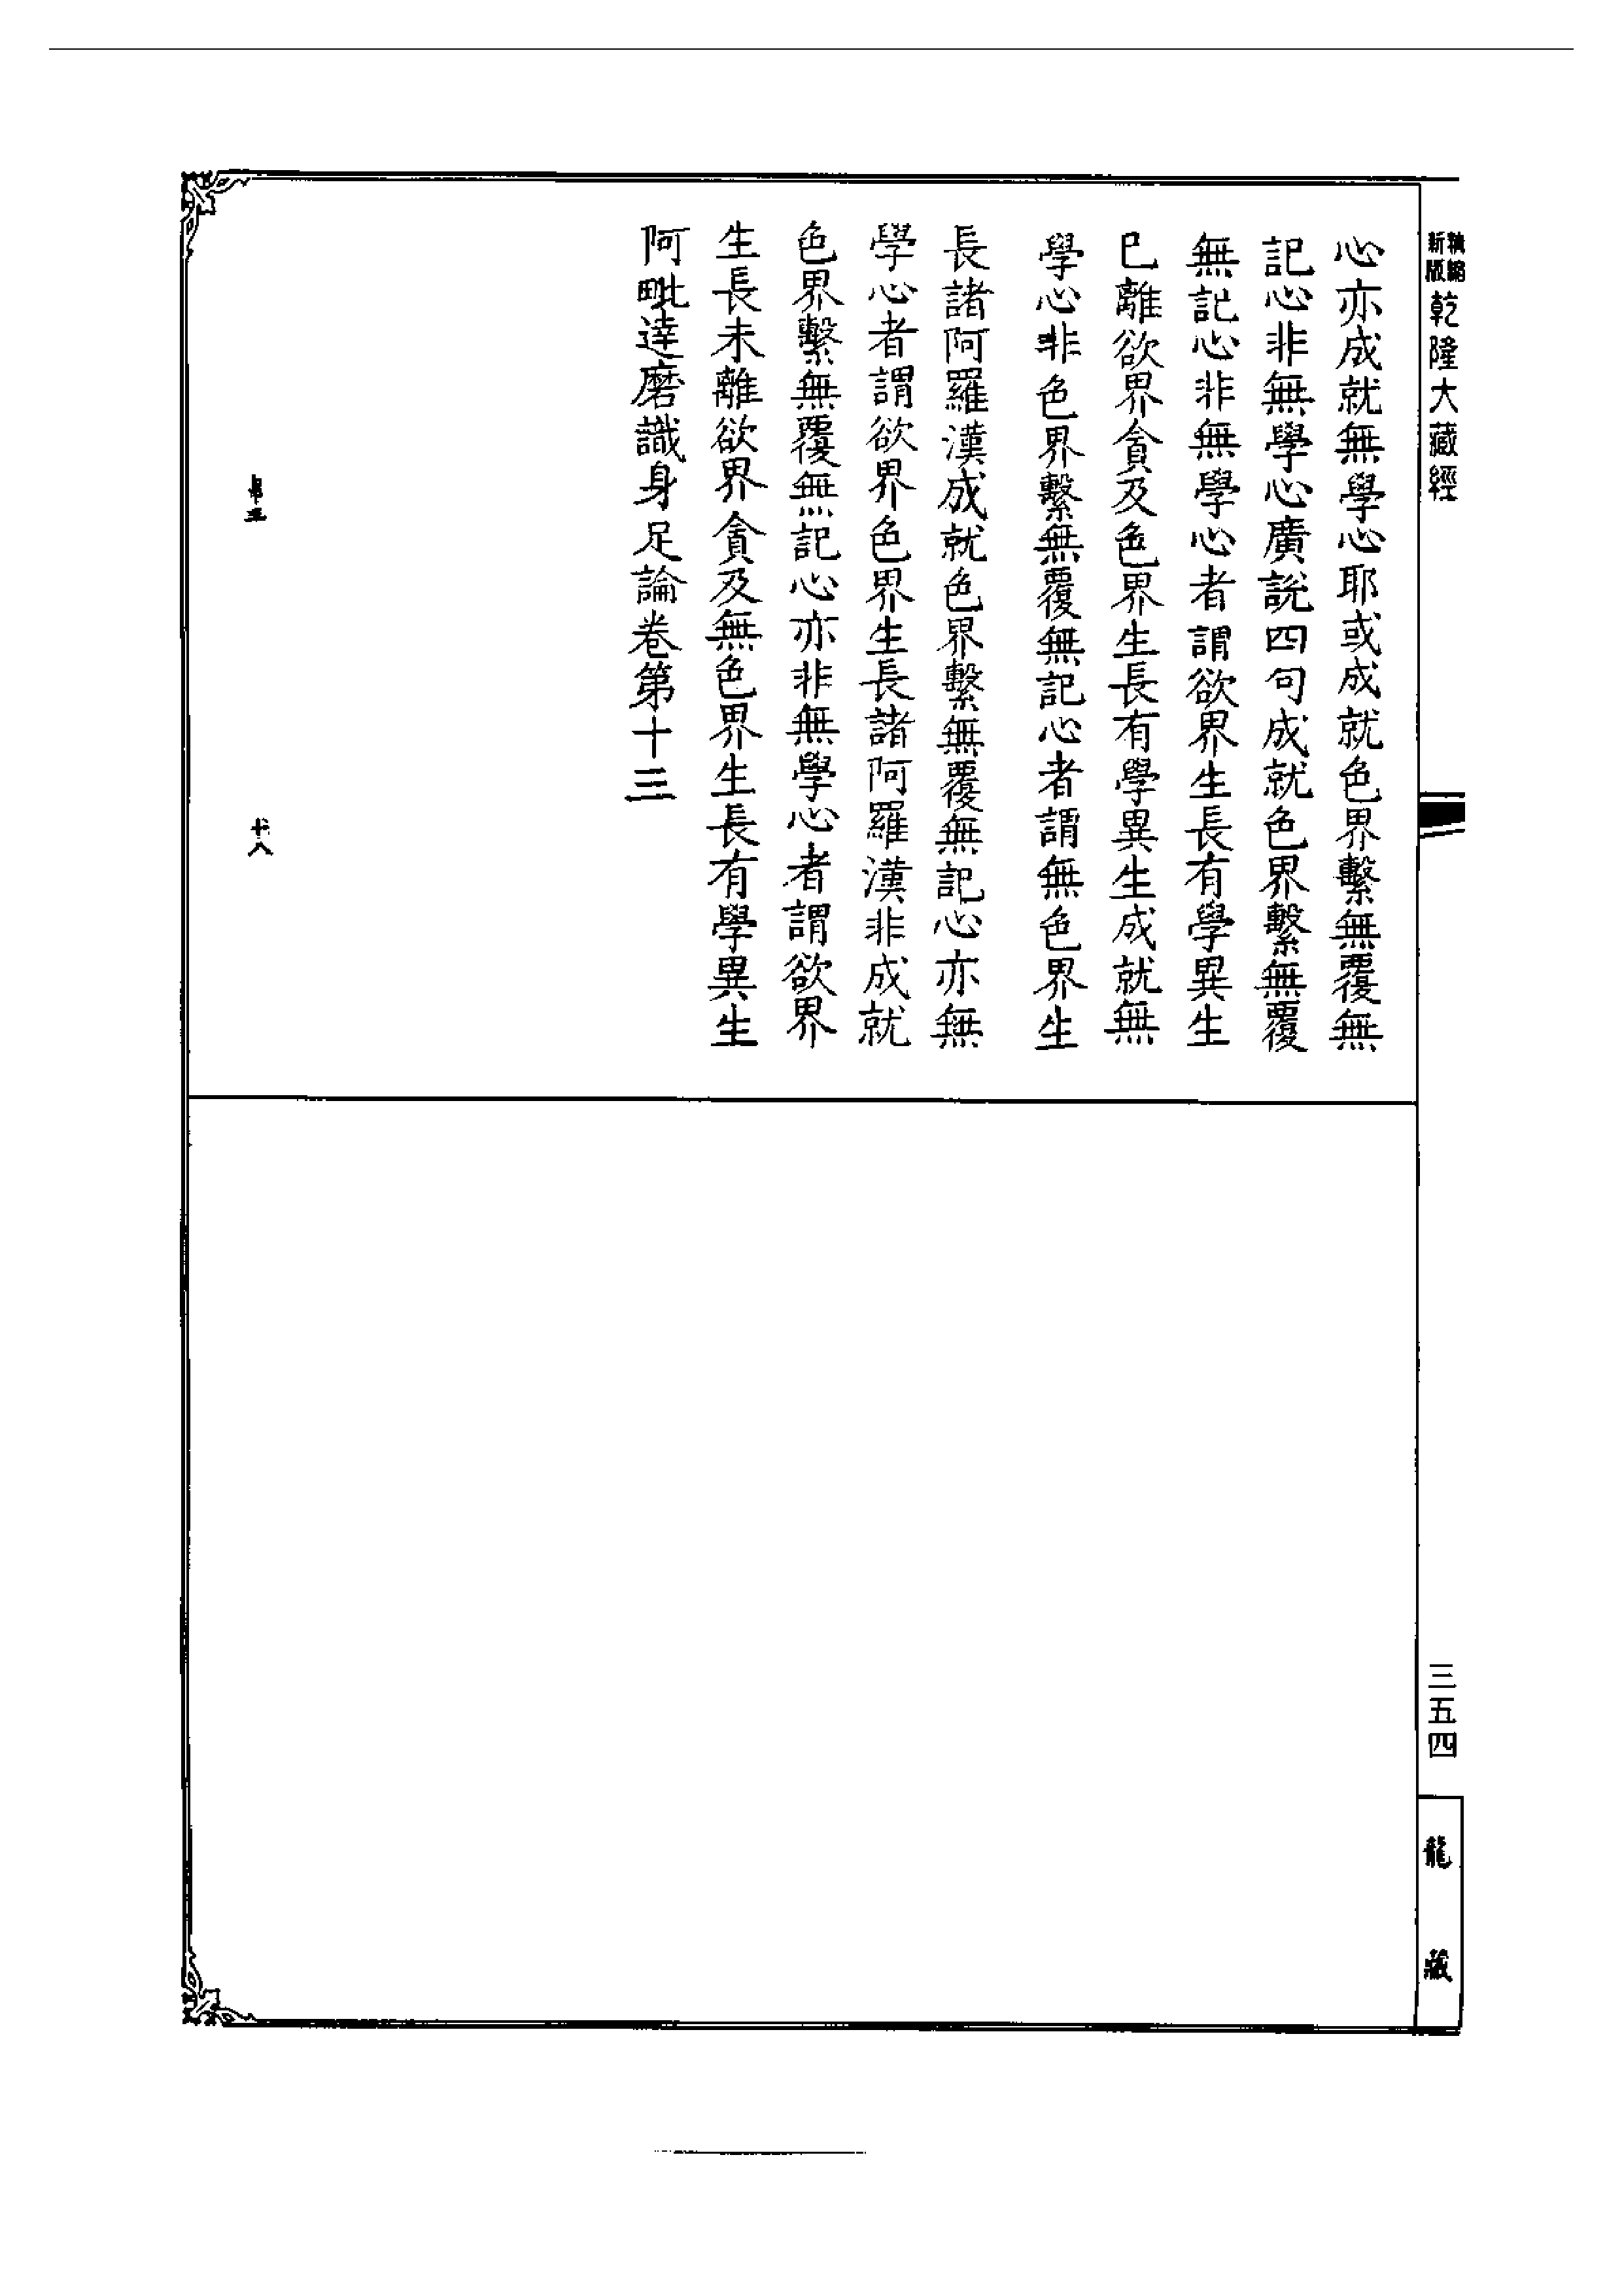 新版精縮
乾隆大藏經
心亦成就無學心耶或成就色界繫無覆無
記心非無學心廣說四句成就色界繫無覆
無記心非無學心者謂欲界生長有學異生
已離欲界貪及色界生長有學異生成就無
學心非色界繫無覆無記心者謂無色界生
長諸阿羅漢成就色界繫無覆無記心亦無
學心者謂欲界色界生長諸阿羅漢非成就
色界繫無覆無記心亦非無學心者謂欲界
生長未離欲界貪及無色界生長有學異生
阿毗達磨識身足論卷第十三
十八
三五四
龍藏